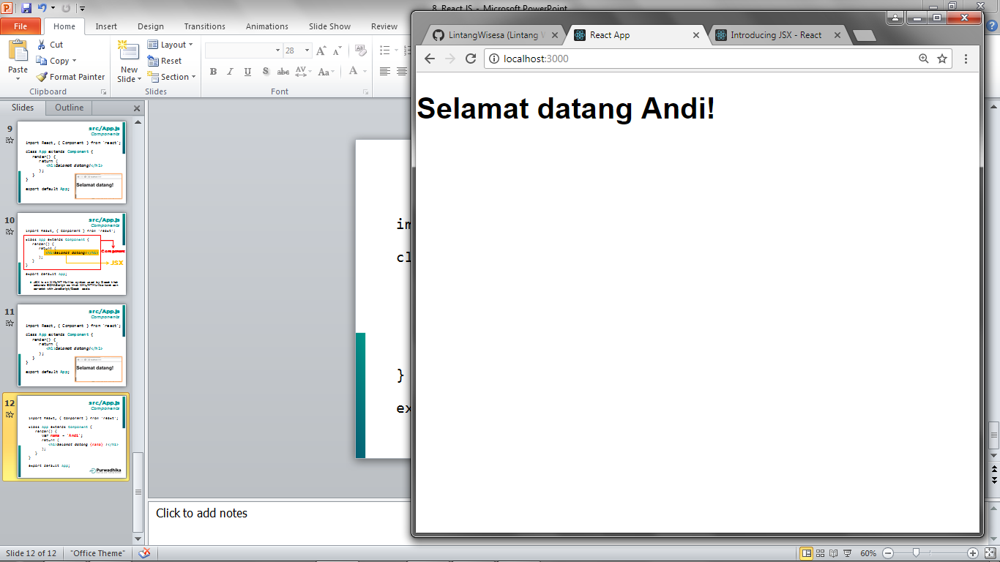 8. React JS - Microsoft PowerPoint
File Home Insert Design Transitions Animations Slide Show Review
Paste
Cut
Copy
Format Painter
Clipboard
New
Slide
Layout
Reset
Section
Slides
28
B I U S abc AV Aa A
Font
Slides Outline
9
src/App.js
Components
import React, { Component } from 'react';
class App extends Component {
render() {
return (
<h1>Selamat datang!</h1>
);
}
}
export default App;
Selamat datang!
10
src/App.js
Components
import React, { Component } from 'react';
class App extends Component {
render() {
return (
<h1>Selamat datang!</h1>
);
}
}
Component
JSX
export default App;
11
src/App.js
Components
import React, { Component } from 'react';
class App extends Component {
render() {
return (
<h1>Selamat datang!</h1>
);
}
}
export default App;
Selamat datang!
12
src/App.js
Components
import React, { Component } from 'react';
class App extends Component {
render() {
var nama = 'Andi';
return (
<h1>Selamat datang {nama} !</h1>
);
}
}
export default App;
Purwadhika
im
cl
}
ex
Click to add notes
Slide 12 of 12 "Office Theme" 60%
LintangWisesa (Lintang W
React App
Introducing JSX - React
localhost:3000
Selamat datang Andi!